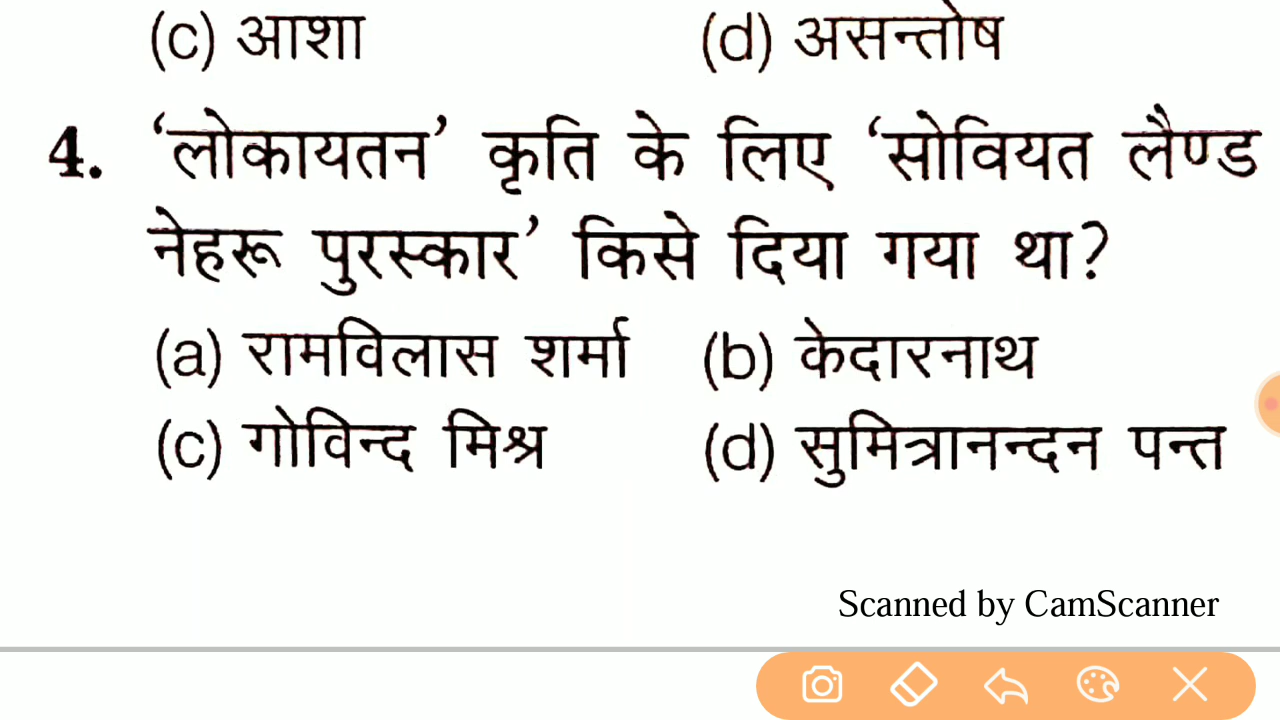 (c) आशा (d) असन्तोष
4. ‘लोकायतन’ कृति के लिए ‘सोवियत लैण्ड
नेहरू पुरस्कार’ किसे दिया गया था?
(a) रामविलास शर्मा (b) केदारनाथ
(c) गोविन्द मिश्र (d) सुमित्रानन्दन पन्त
Scanned by CamScanner